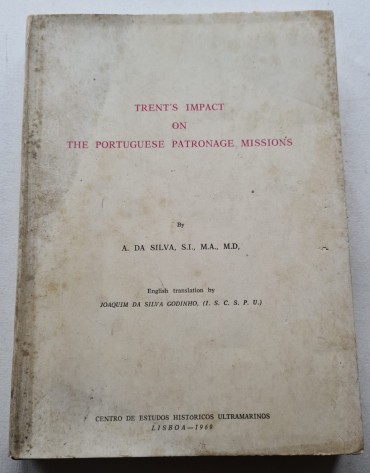 TRENT'S IMPACT
ON
THE PORTUGUESE PATRONAGE MISSIONS
By
A. DA SILVA, S.I., M.A., M.D.
English translation by
JOAQUIM DA SILVA GODINHO, (I. S. C. S. P. U.)
CENTRO DE ESTUDOS HISTÓRICOS ULTRAMARINOS
LISBOA—1969